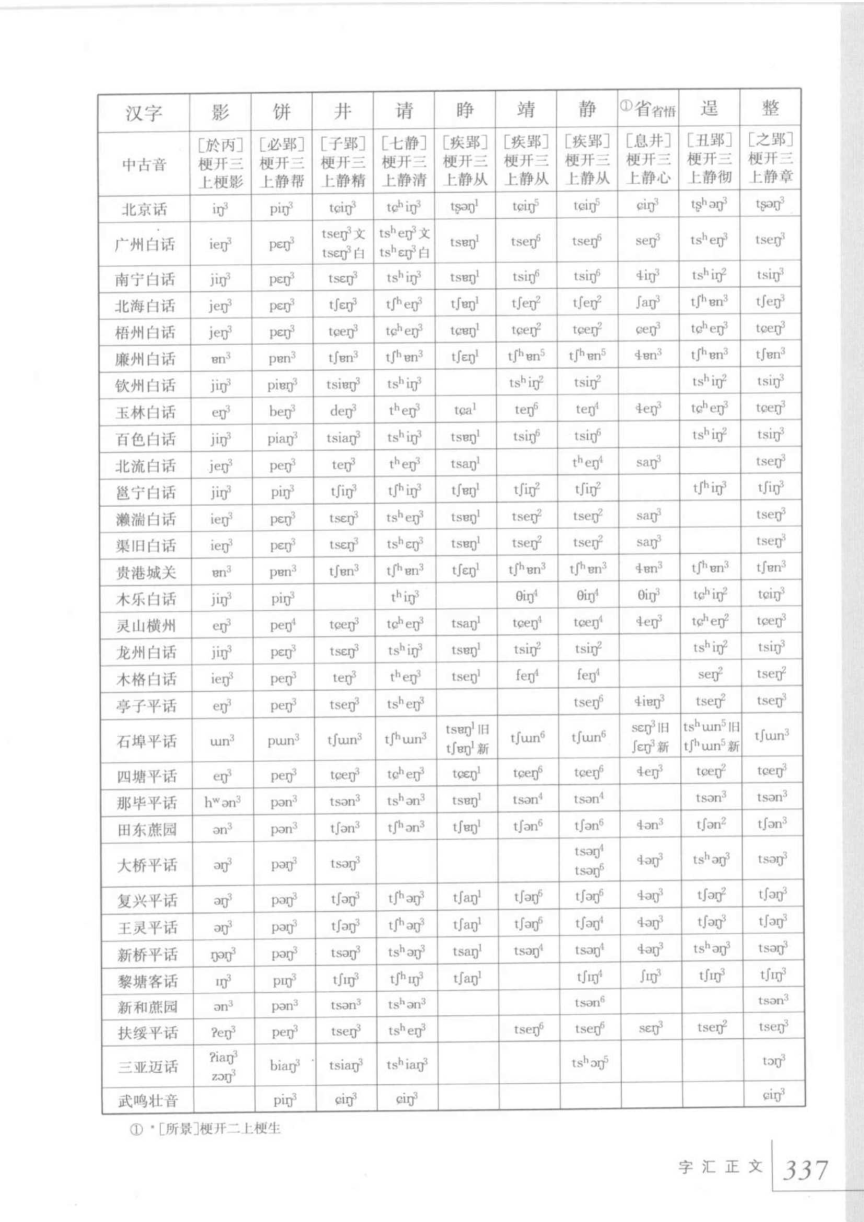 汉字 影 饼 井 请 睁 靖 静 ①省省悟 逞 整
中古音 [於丙]梗开三上梗影 [必郢]梗开三上静帮 [子郢]梗开三上静精 [七静]梗开三上静清 [疾郢]梗开三上静从 [疾郢]梗开三上静从 [疾郢]梗开三上静从 [息井]梗开三上静心 [丑郢]梗开三上静彻 [之郢]梗开三上静章
北京话 iŋ³ piŋ³ tɕiŋ³ tɕʰiŋ³ tʂəŋ¹ tɕiŋ⁵ tɕiŋ⁵ ɕiŋ³ tʂʰəŋ³ tʂəŋ³
广州白话 ieŋ³ pɛŋ³ tseŋ³文 tsɛŋ³白 tsʰeŋ³文 tsʰɛŋ³白 tsɐŋ¹ tseŋ⁶ tseŋ⁶ seŋ³ tsʰeŋ³ tseŋ³
南宁白话 jiŋ³ pɛŋ³ tsɛŋ³ tsʰiŋ³ tsɐŋ¹ tsiŋ⁶ tsiŋ⁶ ɬiŋ³ tsʰiŋ² tsiŋ³
北海白话 jeŋ³ pɛŋ³ tʃɛŋ³ tʃʰɛŋ³ tʃɐŋ¹ tʃeŋ² tʃeŋ² ʃaŋ³ tʃʰɐn³ tʃeŋ³
梧州白话 jeŋ³ pɛŋ³ tɕeŋ³ tɕʰeŋ³ tɕɐŋ¹ tɕeŋ² tɕeŋ² ɕeŋ³ tɕʰeŋ³ tɕeŋ³
廉州白话 ɐn³ pɐn³ tʃɐn³ tʃʰɐn³ tʃɛŋ¹ tʃʰɐn⁵ tʃʰɐn⁵ ɬɐn³ tʃʰɐn³ tʃɐn³
钦州白话 jiŋ³ piɐŋ³ tsiɐŋ³ tsʰiŋ³ tsʰiŋ² tsiŋ² tsʰiŋ² tsiŋ³
玉林白话 eŋ³ beŋ³ deŋ³ tʰeŋ³ tɕa¹ teŋ⁶ teŋ⁴ ɬeŋ³ tɕʰeŋ³ tɕeŋ³
百色白话 jiŋ³ piaŋ³ tsiaŋ³ tsʰiŋ³ tsɐŋ¹ tsiŋ⁶ tsiŋ⁶ tsʰiŋ² tsiŋ³
北流白话 jeŋ³ peŋ³ teŋ³ tʰeŋ³ tsaŋ¹ tʰeŋ⁴ saŋ³ tseŋ³
邕宁白话 jiŋ³ piŋ³ tʃiŋ³ tʃʰiŋ³ tʃɐŋ¹ tʃiŋ² tʃiŋ² tʃʰiŋ³ tʃiŋ³
濑湍白话 ieŋ³ pɛŋ³ tsɛŋ³ tsʰeŋ³ tsɐŋ¹ tseŋ² tseŋ² saŋ³ tseŋ³
渠旧白话 ieŋ³ pɛŋ³ tsɛŋ³ tsʰɛŋ³ tsɐŋ¹ tseŋ² tseŋ² saŋ³ tseŋ³
贵港城关 ɐn³ pɐn³ tʃɐn³ tʃʰɐn³ tʃɛŋ¹ tʃʰɐn³ tʃʰɐn³ ɬɐn³ tʃʰɐn³ tʃɐn³
木乐白话 jiŋ³ piŋ³ tʰiŋ³ θiŋ⁴ θiŋ⁴ θiŋ³ tɕʰiŋ² tɕiŋ³
灵山横州 eŋ³ peŋ⁴ tɕeŋ³ tɕʰeŋ³ tsaŋ¹ tɕeŋ⁴ tɕeŋ⁴ ɬeŋ³ tɕʰeŋ² tɕeŋ³
龙州白话 jiŋ³ pɛŋ³ tsɛŋ³ tsʰiŋ³ tsɐŋ¹ tsiŋ² tsiŋ² tsʰiŋ² tsiŋ³
木格白话 ieŋ³ peŋ³ teŋ³ tʰeŋ³ tseŋ¹ feŋ⁴ feŋ⁴ seŋ² tseŋ²
亭子平话 eŋ³ peŋ³ tseŋ³ tsʰeŋ³ tseŋ⁶ ɬiɐŋ³ tseŋ² tseŋ³
石埠平话 ɯn³ pɯn³ tʃɯn³ tʃʰɯn³ tsɐŋ¹旧 tʃɐŋ¹新 tʃɯn⁶ tʃɯn⁶ sɛŋ³旧 ʃɛŋ³新 tsʰɯn⁵旧 tʃʰɯn⁵新 tʃɯn³
四塘平话 eŋ³ peŋ³ tɕeŋ³ tɕʰeŋ³ tɕɛŋ¹ tɕeŋ⁶ tɕeŋ⁶ ɬeŋ³ tɕeŋ² tɕeŋ³
那毕平话 hʷən³ pən³ tsən³ tsʰən³ tsɐŋ¹ tsən⁴ tsən⁴ tsən³ tsən³
田东蔗园 ən³ pən³ tʃən³ tʃʰən³ tʃɐŋ¹ tʃən⁶ tʃən⁶ ɬən³ tʃən² tʃən³
大桥平话 əŋ³ pəŋ³ tsəŋ³ tsəŋ⁴ tsəŋ⁶ ɬəŋ³ tsʰəŋ³ tsəŋ³
复兴平话 əŋ³ pəŋ³ tʃəŋ³ tʃʰəŋ³ tʃaŋ¹ tʃəŋ⁶ tʃəŋ⁶ ɬəŋ³ tʃəŋ² tʃəŋ³
王灵平话 əŋ³ pəŋ³ tʃəŋ³ tʃʰəŋ³ tʃaŋ¹ tʃəŋ⁶ tʃəŋ⁴ ɬəŋ³ tʃəŋ³ tʃəŋ³
新桥平话 ŋəŋ³ pəŋ³ tsəŋ³ tsʰəŋ³ tsaŋ¹ tsəŋ⁴ tsəŋ⁴ ɬəŋ³ tsʰəŋ³ tsəŋ³
黎塘客话 ɪŋ³ pɪŋ³ tʃɪŋ³ tʃʰɪŋ³ tʃaŋ¹ tʃɪŋ⁴ ʃɪŋ³ tʃɪŋ³ tʃɪŋ³
新和蔗园 ən³ pən³ tsən³ tsʰən³ tsən⁶ tsən³
扶绥平话 ʔeŋ³ peŋ³ tseŋ³ tsʰeŋ³ tseŋ⁶ tseŋ⁶ sɛŋ³ tseŋ² tseŋ³
三亚迈话 ʔiaŋ³ zɔŋ³ biaŋ³ tsiaŋ³ tsʰiaŋ³ tsʰɔŋ⁵ tɔŋ³
武鸣壮音 piŋ³ ɕiŋ³ ɕiŋ³ ɕiŋ³
① *[所景]梗开二上梗生
字汇正文 337